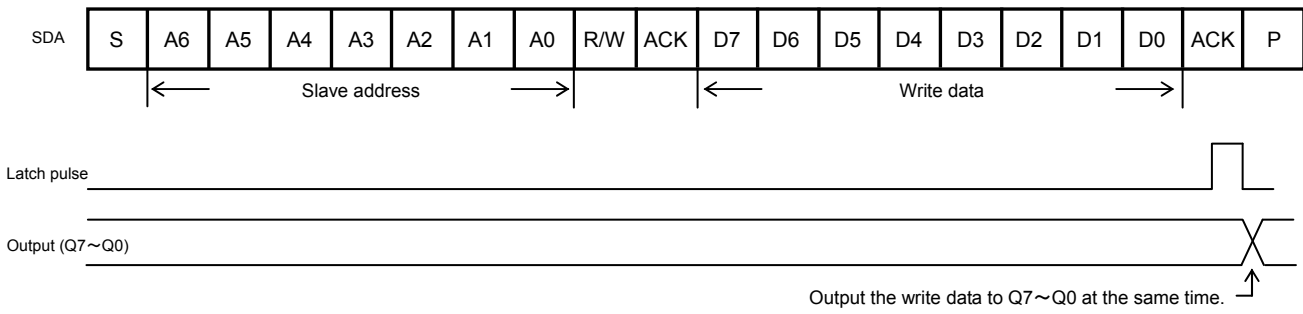 SDA S A6 A5 A4 A3 A2 A1 A0 R/W ACK D7 D6 D5 D4 D3 D2 D1 D0 ACK P
Slave address Write data
Latch pulse
Output (Q7～Q0)
Output the write data to Q7～Q0 at the same time.